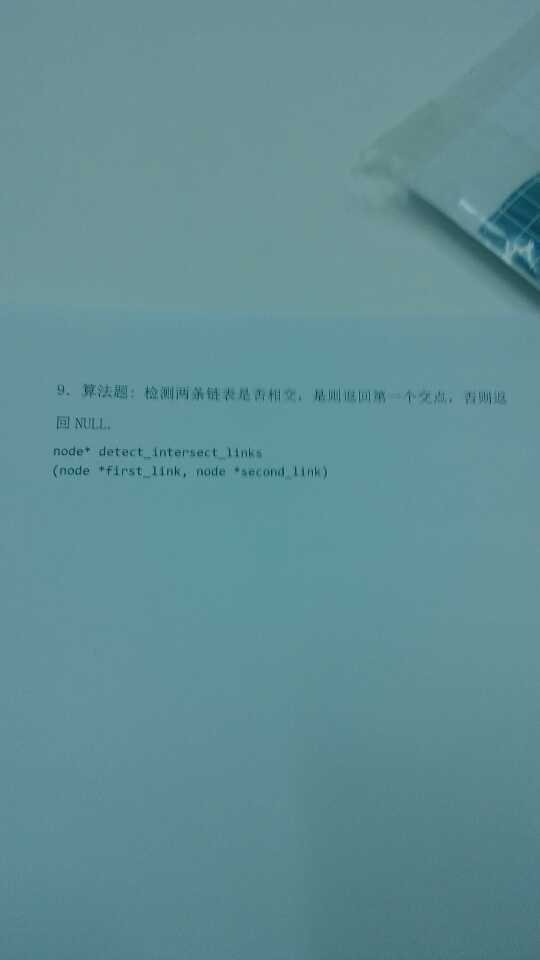 9. 算法题: 检测两条链表是否相交, 是则返回第一个交点, 否则返
回 NULL.
node* detect_intersect_links
(node *first_link, node *second_link)